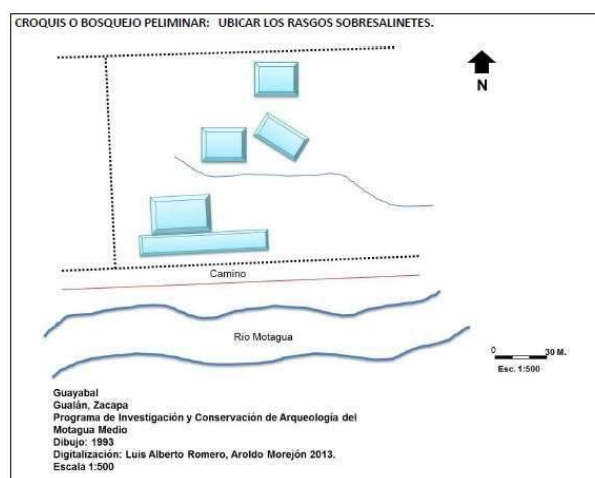 CROQUIS O BOSQUEJO PELIMINAR: UBICAR LOS RASGOS SOBRESALINETES.
N
Camino
Rio Motagua
0 30 M.
Esc. 1:500
Guayabal
Gualán, Zacapa
Programa de Investigación y Conservación de Arqueología del
Motagua Medio
Dibujo: 1993
Digitalización: Luis Alberto Romero, Aroldo Morejón 2013.
Escala 1:500